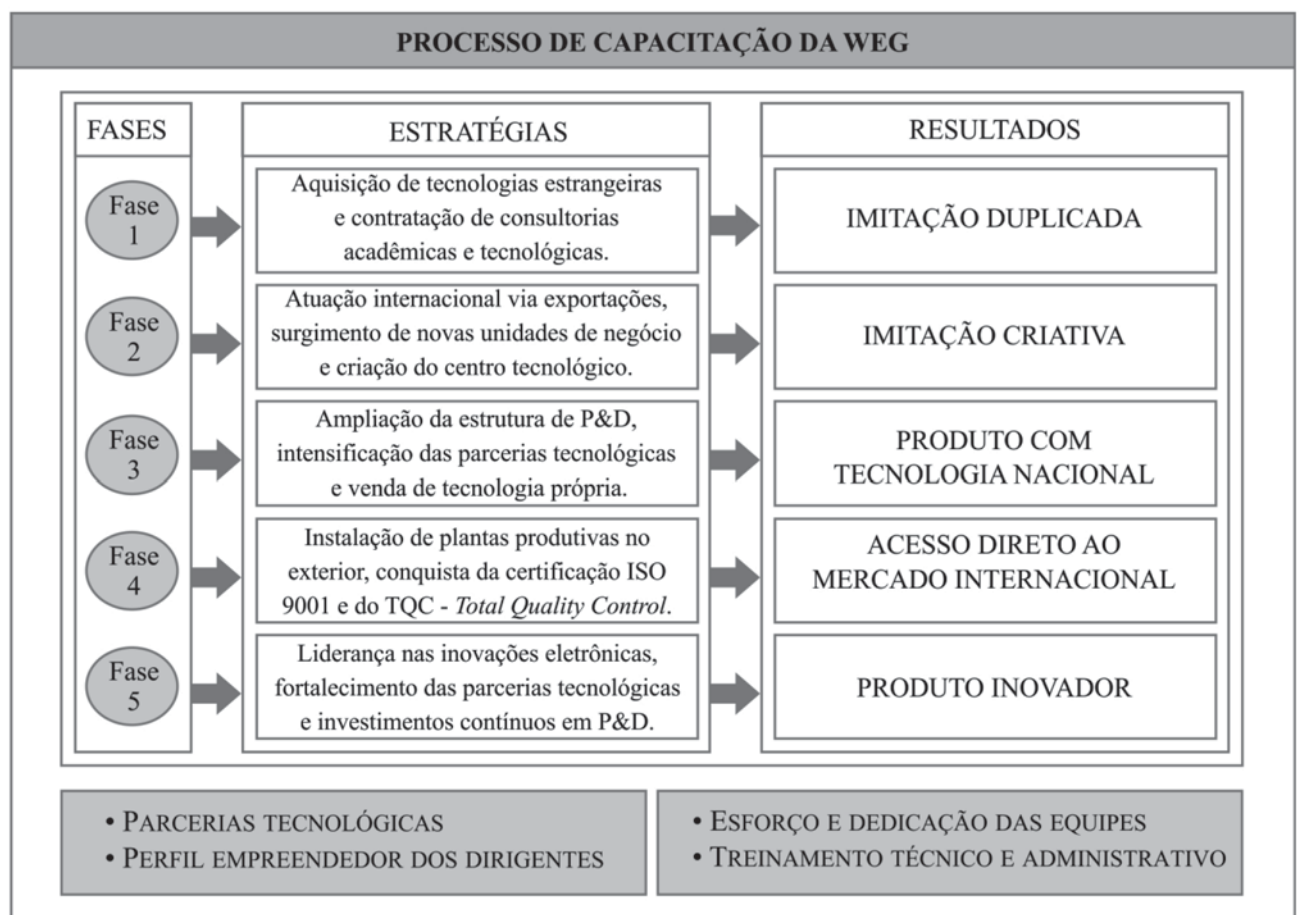 PROCESSO DE CAPACITAÇÃO DA WEG
FASES
ESTRATÉGIAS
RESULTADOS
Fase
1
Aquisição de tecnologias estrangeiras
e contratação de consultorias
acadêmicas e tecnológicas.
IMITAÇÃO DUPLICADA
Fase
2
Atuação internacional via exportações,
surgimento de novas unidades de negócio
e criação do centro tecnológico.
IMITAÇÃO CRIATIVA
Fase
3
Ampliação da estrutura de P&D,
intensificação das parcerias tecnológicas
e venda de tecnologia própria.
PRODUTO COM
TECNOLOGIA NACIONAL
Fase
4
Instalação de plantas produtivas no
exterior, conquista da certificação ISO
9001 e do TQC - Total Quality Control.
ACESSO DIRETO AO
MERCADO INTERNACIONAL
Fase
5
Liderança nas inovações eletrônicas,
fortalecimento das parcerias tecnológicas
e investimentos contínuos em P&D.
PRODUTO INOVADOR
• PARCERIAS TECNOLÓGICAS
• PERFIL EMPREENDEDOR DOS DIRIGENTES
• ESFORÇO E DEDICAÇÃO DAS EQUIPES
• TREINAMENTO TÉCNICO E ADMINISTRATIVO